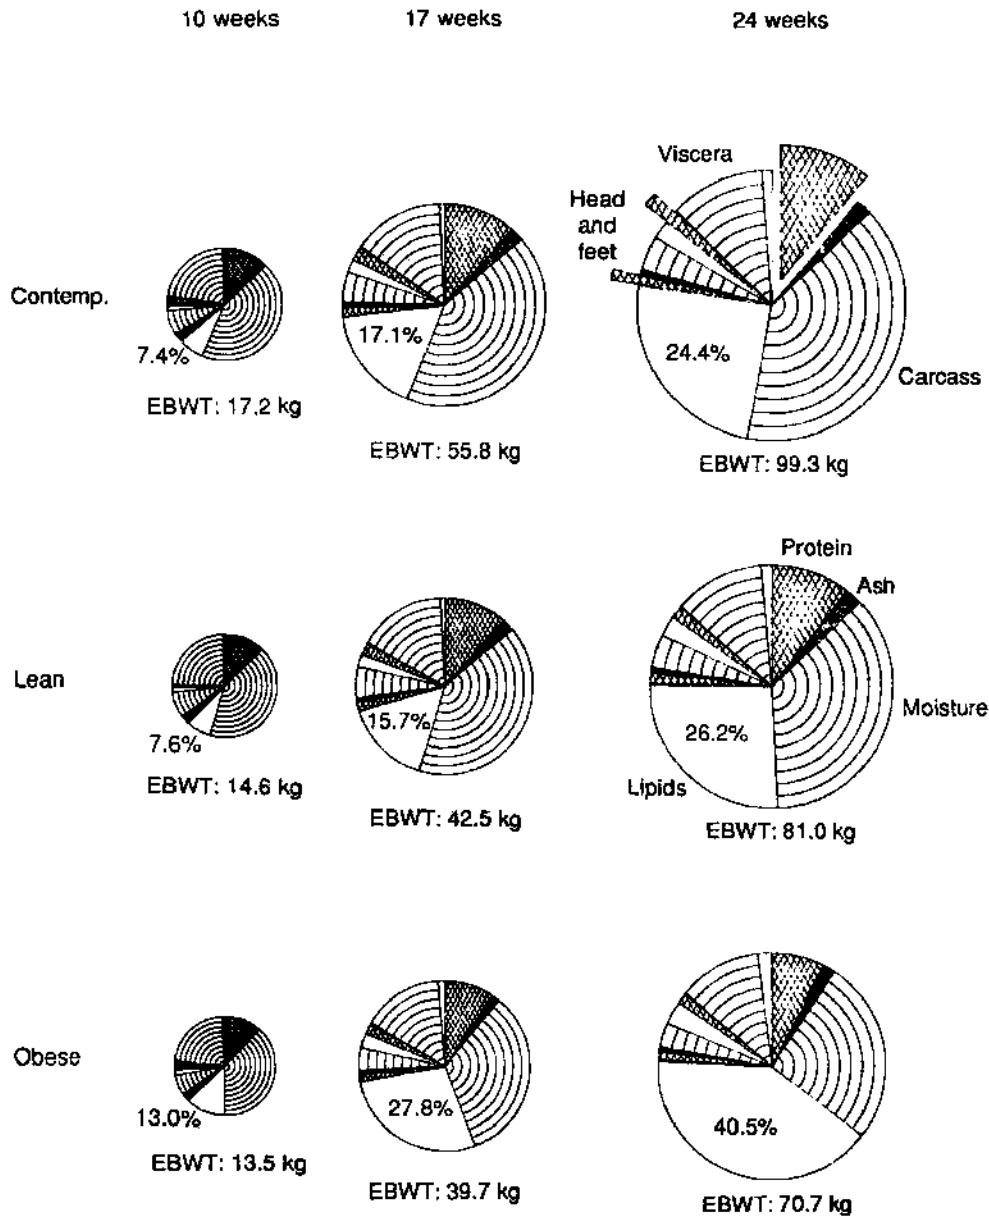 10 weeks 17 weeks 24 weeks
Viscera
Head
and
feet
Contemp.
7.4%
17.1%
24.4%
Carcass
EBWT: 17.2 kg
EBWT: 55.8 kg
EBWT: 99.3 kg
Protein
Ash
Lean
7.6%
15.7%
26.2%
Moisture
Lipids
EBWT: 14.6 kg
EBWT: 42.5 kg
EBWT: 81.0 kg
Obese
13.0%
27.8%
40.5%
EBWT: 13.5 kg
EBWT: 39.7 kg
EBWT: 70.7 kg